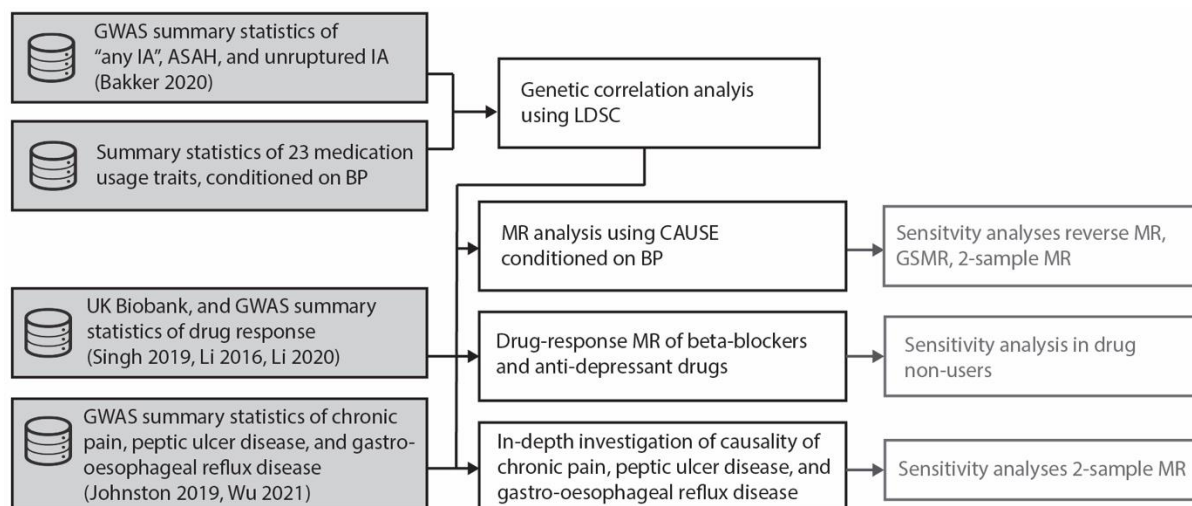 GWAS summary statistics of
“any IA”, ASAH, and unruptured IA
(Bakker 2020)
Summary statistics of 23 medication
usage traits, conditioned on BP
Genetic correlation analyis
using LDSC
MR analysis using CAUSE
conditioned on BP
Sensitvity analyses reverse MR,
GSMR, 2-sample MR
UK Biobank, and GWAS summary
statistics of drug response
(Singh 2019, Li 2016, Li 2020)
Drug-response MR of beta-blockers
and anti-depressant drugs
Sensitivity analysis in drug
non-users
GWAS summary statistics of chronic
pain, peptic ulcer disease, and gastro-
oesophageal reflux disease
(Johnston 2019, Wu 2021)
In-depth investigation of causality of
chronic pain, peptic ulcer disease, and
gastro-oesophageal reflux disease
Sensitivity analyses 2-sample MR